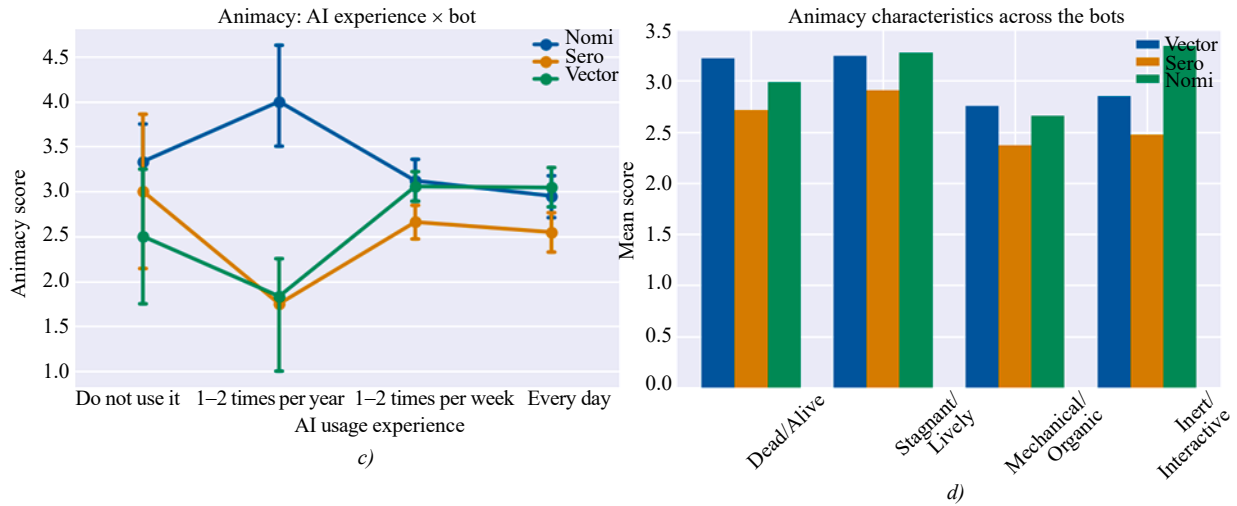 Animacy: AI experience × bot
Nomi
Sero
Vector
Animacy score
4.5
4.0
3.5
3.0
2.5
2.0
1.5
1.0
Do not use it 1–2 times per year 1–2 times per week Every day
AI usage experience
c)
Animacy characteristics across the bots
Vector
Sero
Nomi
Mean score
3.5
3.0
2.5
2.0
1.5
1.0
0.5
0.0
Dead/Alive
Stagnant/
Lively
Mechanical/
Organic
Inert/
Interactive
d)